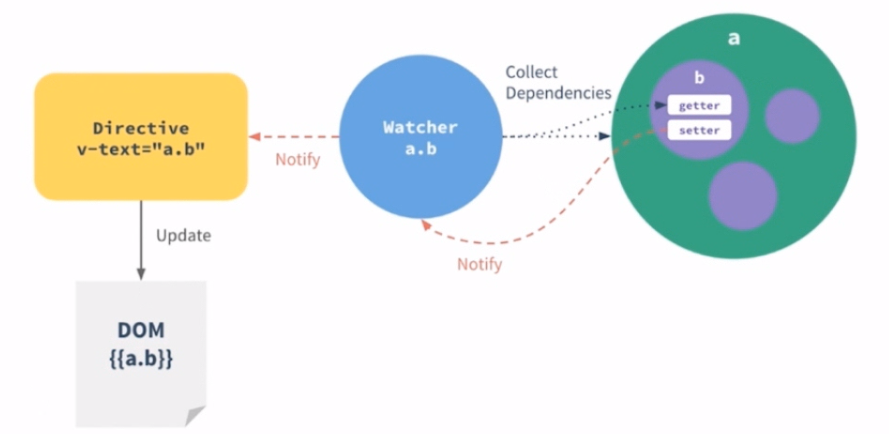 Directive
v-text="a.b"
Notify
Update
DOM
{{a.b}}
Watcher
a.b
Collect
Dependencies
Notify
a
b
getter
setter